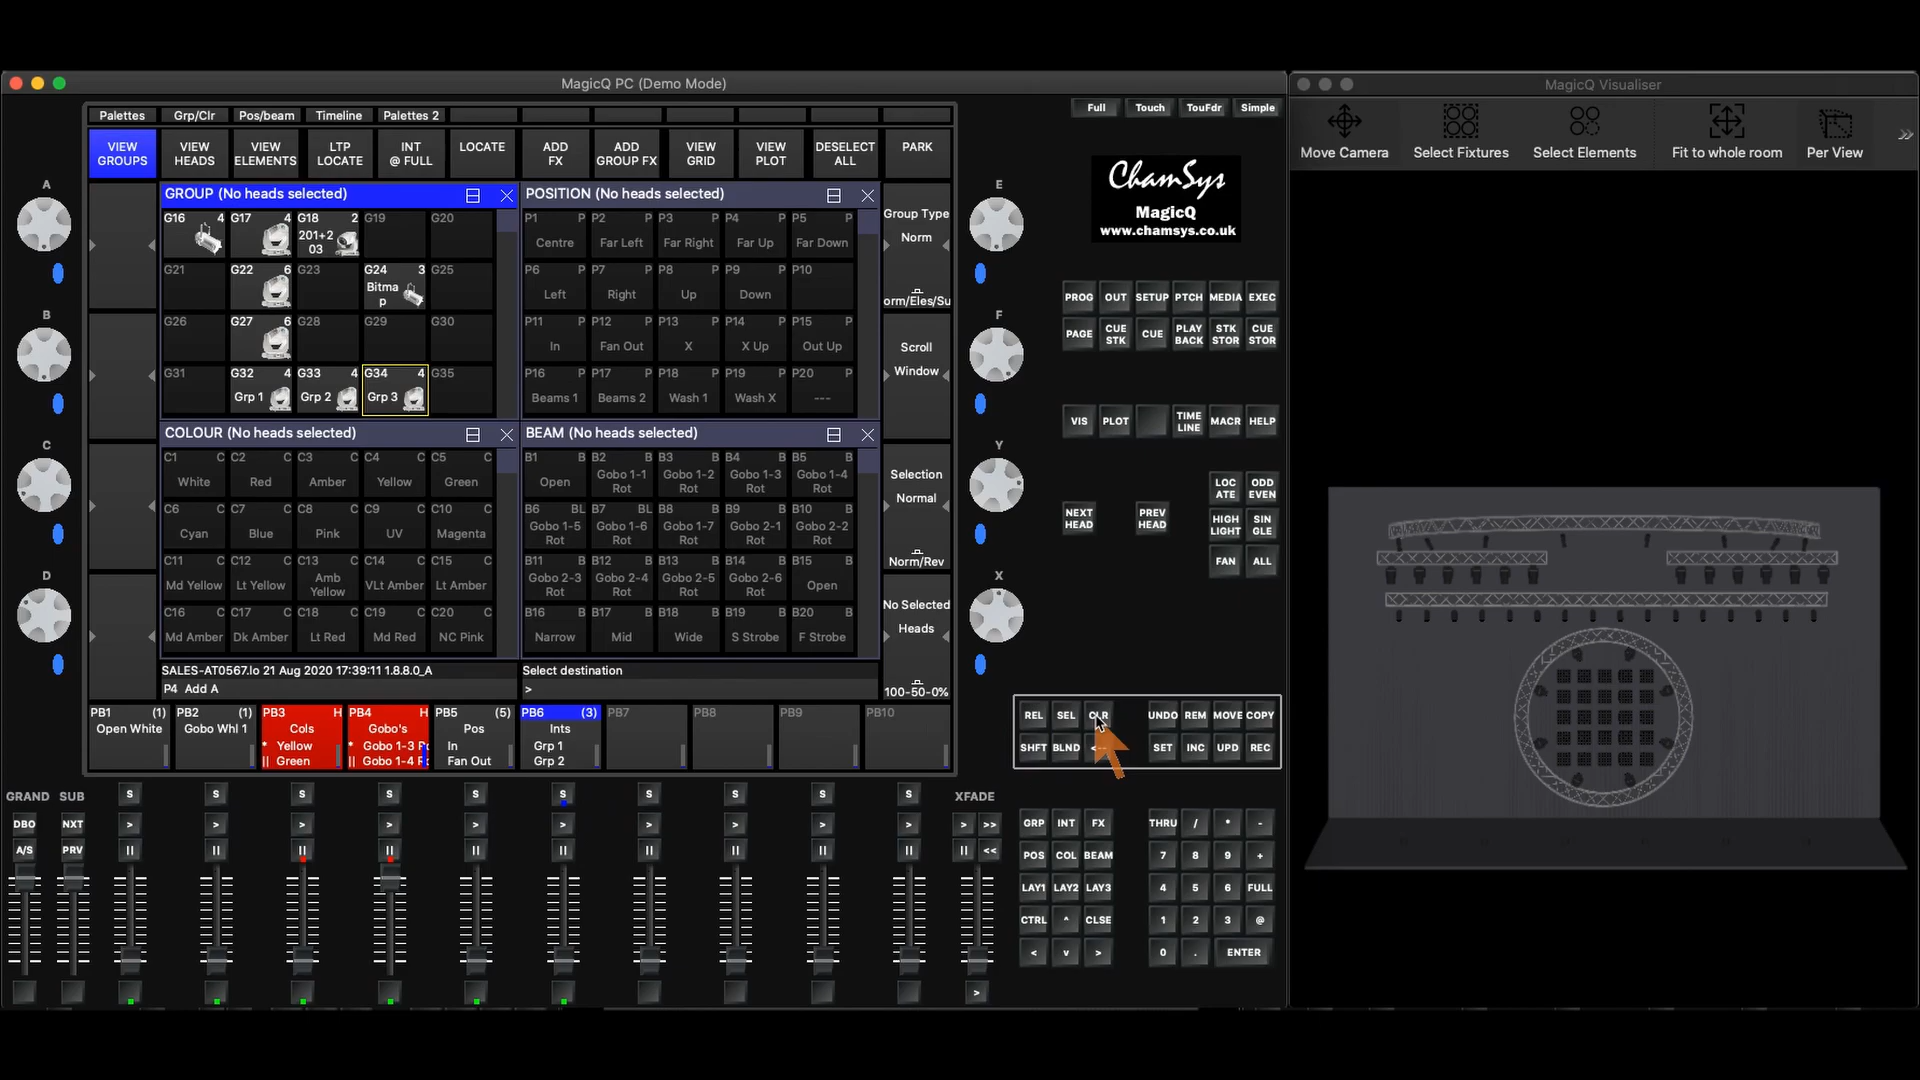 MagicQ PC (Demo Mode)
MagicQ Visualiser
Palettes
Grp/Clr
Pos/beam
Timeline
Palettes 2
Full
Touch
TouFdr
Simple
VIEW GROUPS
VIEW HEADS
VIEW ELEMENTS
LTP LOCATE
INT @ FULL
LOCATE
ADD FX
ADD GROUP FX
VIEW GRID
VIEW PLOT
DESELECT ALL
PARK
Move Camera
Select Fixtures
Select Elements
Fit to whole room
Per View
A
B
C
D
GROUP (No heads selected)
G16 4
G17 4
G18 2
201+2
03
G19
G20
G21
G22 6
G23
G24 3
Bitma
p
G25
G26
G27 6
G28
G29
G30
G31
G32 4
Grp 1
G33 4
Grp 2
G34 4
Grp 3
G35
POSITION (No heads selected)
P1 P
Centre
P2 P
Far Left
P3 P
Far Right
P4 P
Far Up
P5 P
Far Down
P6 P
Left
P7 P
Right
P8 P
Up
P9 P
Down
P10
P11 P
In
P12 P
Fan Out
P13 P
X
P14 P
X Up
P15 P
Out Up
P16 P
Beams 1
P17 P
Beams 2
P18 P
Wash 1
P19 P
Wash X
P20 P
---
COLOUR (No heads selected)
C1 C
White
C2 C
Red
C3 C
Amber
C4 C
Yellow
C5 C
Green
C6 C
Cyan
C7 C
Blue
C8 C
Pink
C9 C
UV
C10 C
Magenta
C11 C
Md Yellow
C12 C
Lt Yellow
C13 C
Amb
Yellow
C14 C
VLt Amber
C15 C
Lt Amber
C16 C
Md Amber
C17 C
Dk Amber
C18 C
Lt Red
C19 C
Md Red
C20 C
NC Pink
BEAM (No heads selected)
B1 B
Open
B2 B
Gobo 1-1
Rot
B3 B
Gobo 1-2
Rot
B4 B
Gobo 1-3
Rot
B5 B
Gobo 1-4
Rot
B6 BL
Gobo 1-5
Rot
B7 BL
Gobo 1-6
Rot
B8 B
Gobo 1-7
Rot
B9 B
Gobo 2-1
Rot
B10 B
Gobo 2-2
Rot
B11 B
Gobo 2-3
Rot
B12 B
Gobo 2-4
Rot
B13 B
Gobo 2-5
Rot
B14 B
Gobo 2-6
Rot
B15 B
Open
B16 B
Narrow
B17 B
Mid
B18 B
Wide
B19 B
S Strobe
B20 B
F Strobe
Group Type
Norm
orm/Eles/Su
Scroll
Window
Selection
Normal
Norm/Rev
No Selected
Heads
100-50-0%
E
F
Y
X
ChamSys
MagicQ
www.chamsys.co.uk
PROG OUT SETUP PTCH MEDIA EXEC
PAGE CUE STK CUE PLAY BACK STK STOR CUE STOR
VIS PLOT TIME LINE MACR HELP
LOC ATE ODD EVEN
NEXT HEAD PREV HEAD HIGH LIGHT SIN GLE
FAN ALL
SALES-AT0567.lo 21 Aug 2020 17:39:11 1.8.8.0_A
P4 Add A
Select destination
>
PB1 (1)
Open White
PB2 (1)
Gobo Whl 1
PB3 H
Cols
* Yellow
|| Green
PB4 H
Gobo's
* Gobo 1-3 R
|| Gobo 1-4 R
PB5 (5)
Pos
In
Fan Out
PB6 (3)
Ints
Grp 1
Grp 2
PB7
PB8
PB9
PB10
REL SEL CLR UNDO REM MOVE COPY
SHFT BLND SET INC UPD REC
GRAND SUB
S S S S S S S S S S
XFADE
DBO NXT > > > > > > > > > > > >>
A/S PRV || || || || || || || || || || || <<
>
GRP INT FX THRU / * -
POS COL BEAM 7 8 9 +
LAY1 LAY2 LAY3 4 5 6 FULL
CTRL ^ CLSE 1 2 3 @
< v > 0 . ENTER